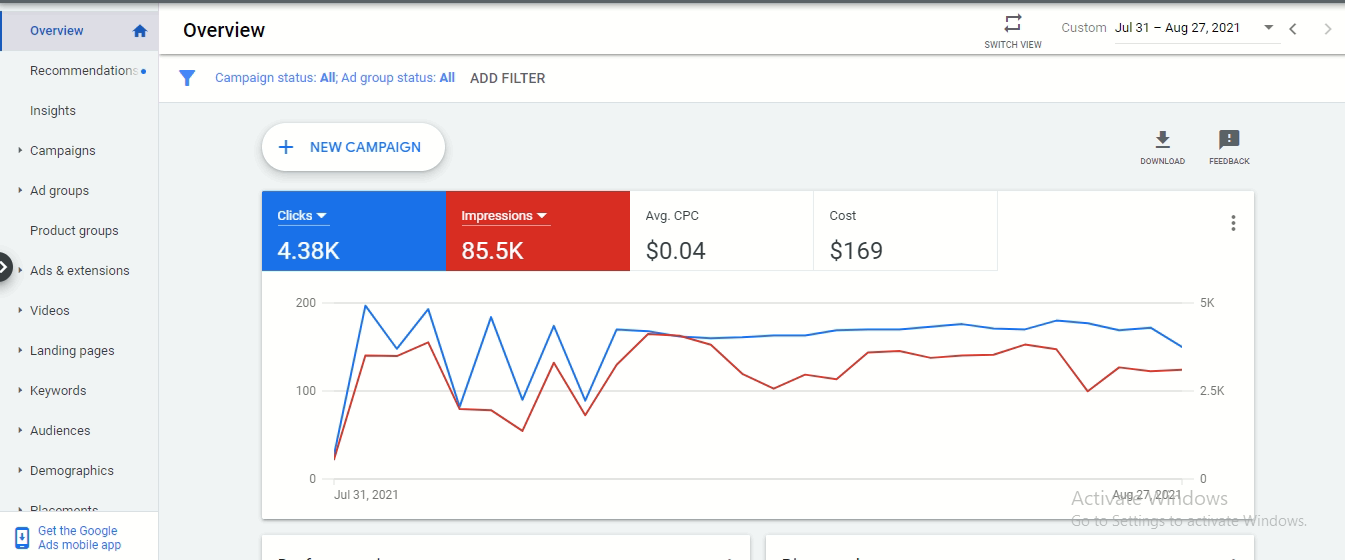 Overview
Recommendations
Insights
Campaigns
Ad groups
Product groups
Ads & extensions
Videos
Landing pages
Keywords
Audiences
Demographics
Placements
Get the Google
Ads mobile app
Overview
SWITCH VIEW
Custom Jul 31 – Aug 27, 2021
Campaign status: All; Ad group status: All ADD FILTER
+ NEW CAMPAIGN
DOWNLOAD
FEEDBACK
Clicks
4.38K
Impressions
85.5K
Avg. CPC
$0.04
Cost
$169
200
5K
100
2.5K
0
0
Jul 31, 2021
Aug 27, 2021
Activate Windows
Go to Settings to activate Windows.